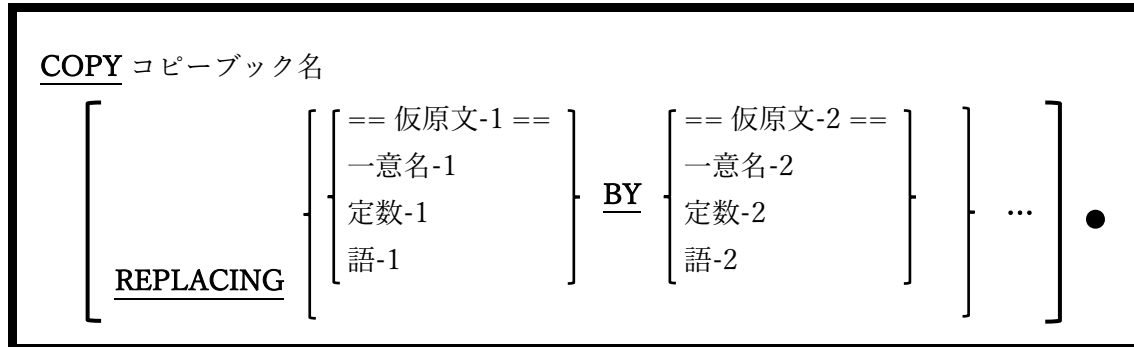 COPY コピーブック名
== 仮原文-1 == == 仮原文-2 ==
一意名-1 一意名-2
定数-1 BY 定数-2 … ●
語-1 語-2
REPLACING